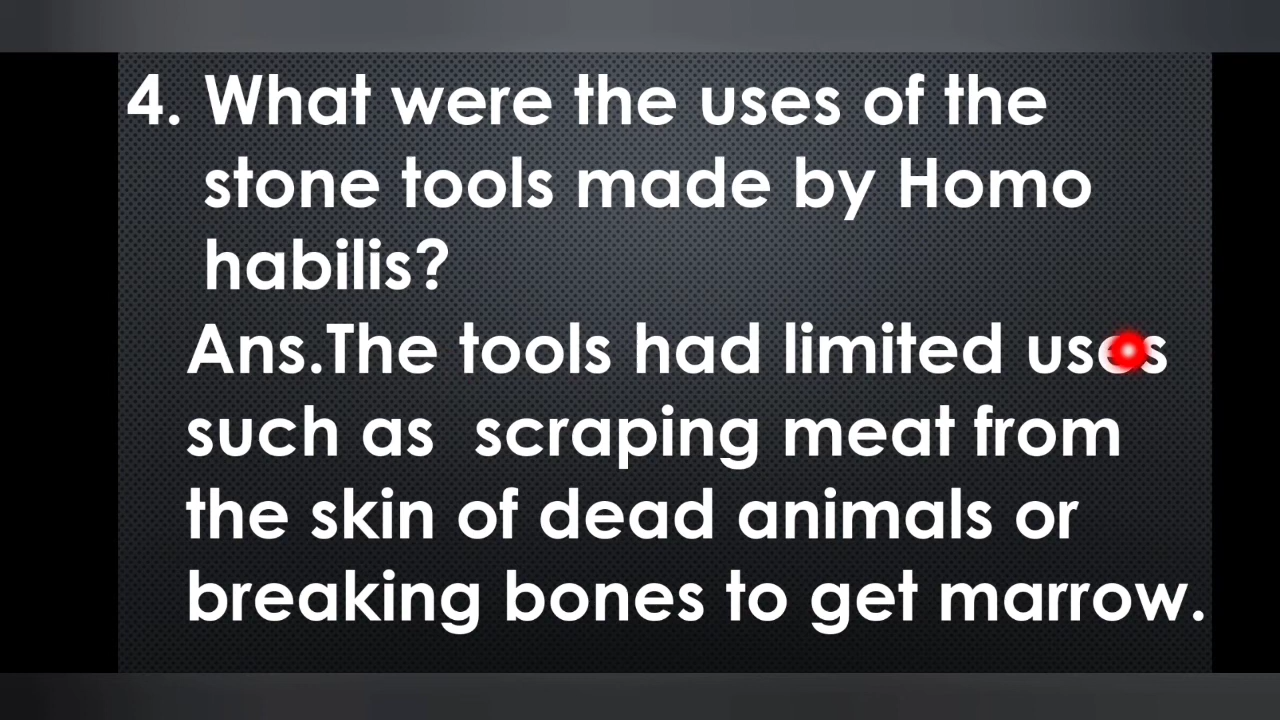 4. What were the uses of the
stone tools made by Homo
habilis?
Ans.The tools had limited uses
such as  scraping meat from
the skin of dead animals or
breaking bones to get marrow.